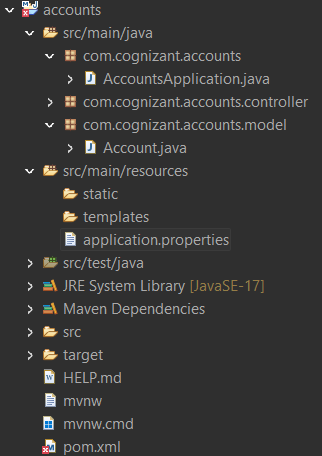 accounts
src/main/java
com.cognizant.accounts
AccountsApplication.java
com.cognizant.accounts.controller
com.cognizant.accounts.model
Account.java
src/main/resources
static
templates
application.properties
src/test/java
JRE System Library [JavaSE-17]
Maven Dependencies
src
target
HELP.md
mvnw
mvnw.cmd
pom.xml